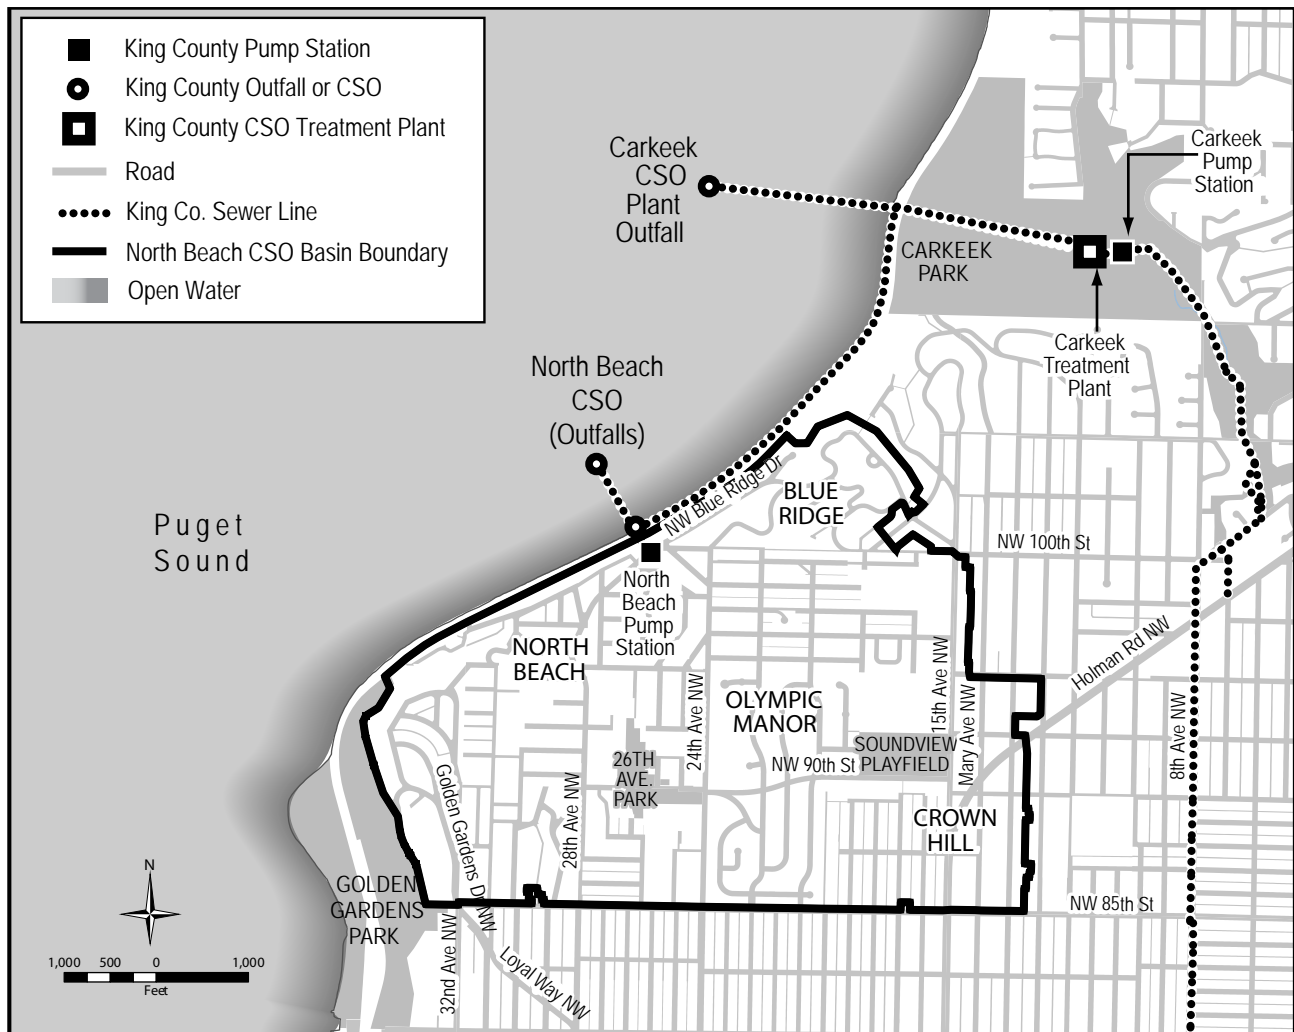 King County Pump Station
King County Outfall or CSO
King County CSO Treatment Plant
Road
King Co. Sewer Line
North Beach CSO Basin Boundary
Open Water
Carkeek
CSO
Plant
Outfall
Carkeek
Pump
Station
CARKEEK
PARK
Carkeek
Treatment
Plant
North Beach
CSO
(Outfalls)
Puget
Sound
NW Blue Ridge Dr
BLUE
RIDGE
NW 100th St
North
Beach
Pump
Station
NORTH
BEACH
OLYMPIC
MANOR
24th Ave NW
15th Ave NW
Mary Ave NW
Holman Rd NW
8th Ave NW
SOUNDVIEW
PLAYFIELD
NW 90th St
26TH
AVE.
PARK
28th Ave NW
Golden Gardens Dr NW
CROWN
HILL
GOLDEN
GARDENS
PARK
NW 85th St
32nd Ave NW
Loyal Way NW
N
1,000 500 0 1,000
Feet